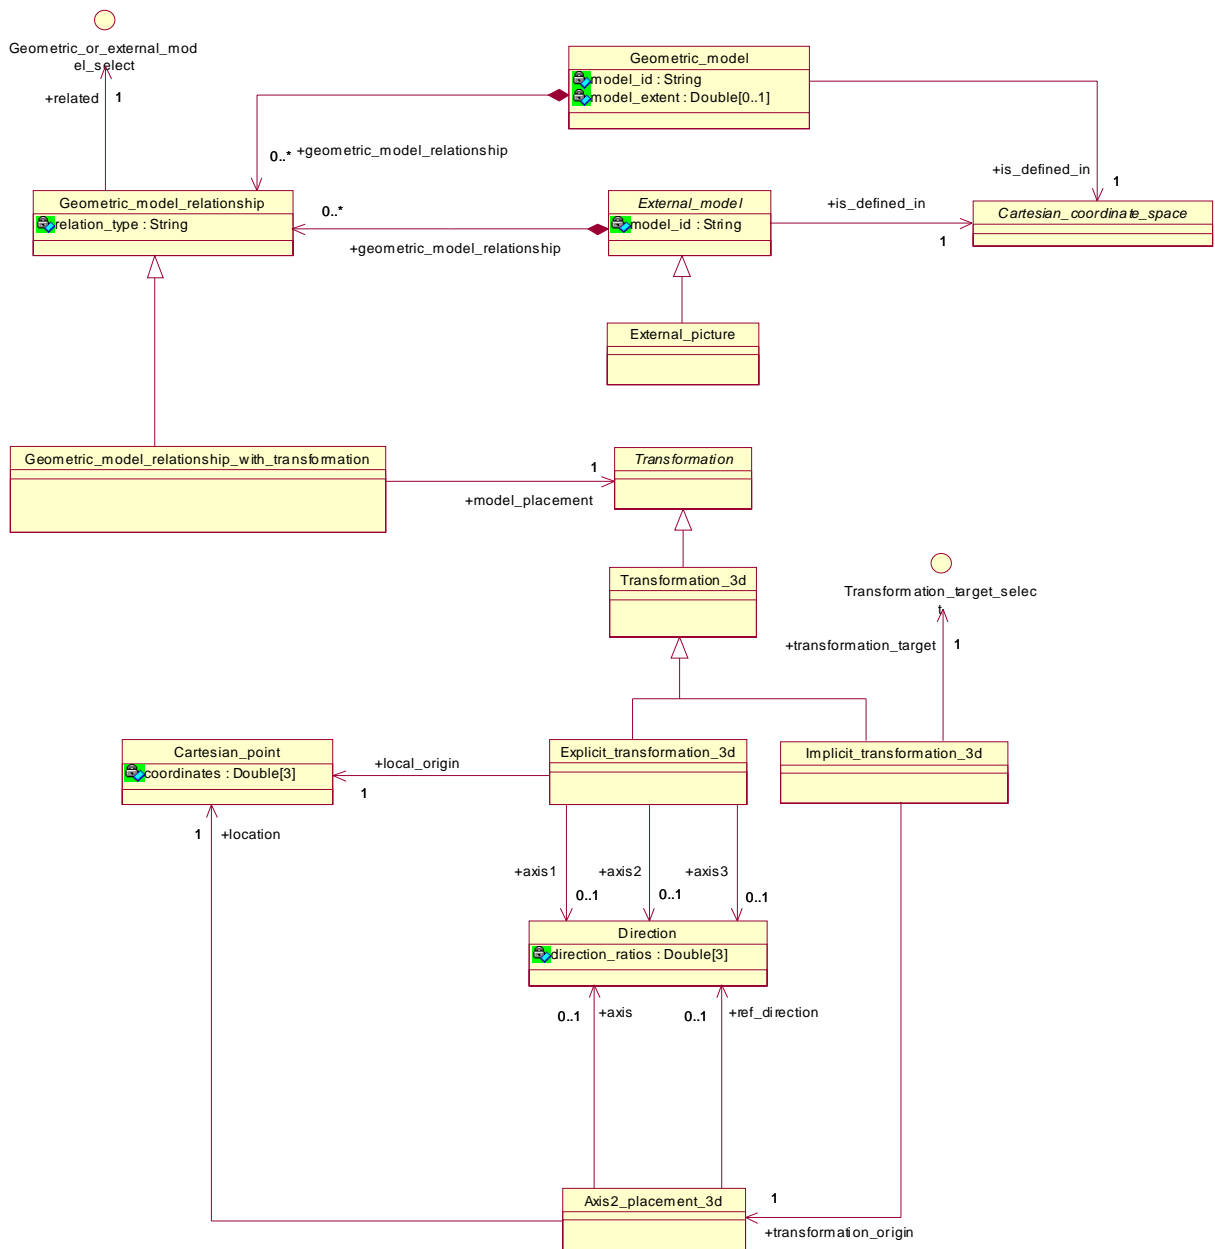 Geometric_or_external_mod
el_select
+related 1
Geometric_model
model_id : String
model_extent : Double[0..1]
0..* +geometric_model_relationship
+is_defined_in
1
Geometric_model_relationship
relation_type : String
0..*
+geometric_model_relationship
External_model
model_id : String
+is_defined_in
1
Cartesian_coordinate_space
External_picture
Geometric_model_relationship_with_transformation
1
+model_placement
Transformation
Transformation_3d
Transformation_target_selec
t
+transformation_target 1
Cartesian_point
coordinates : Double[3]
+local_origin
1
Explicit_transformation_3d
Implicit_transformation_3d
1 +location
+axis1
0..1
+axis2
0..1
+axis3
0..1
Direction
direction_ratios : Double[3]
0..1 +axis
0..1 +ref_direction
Axis2_placement_3d
1
+transformation_origin